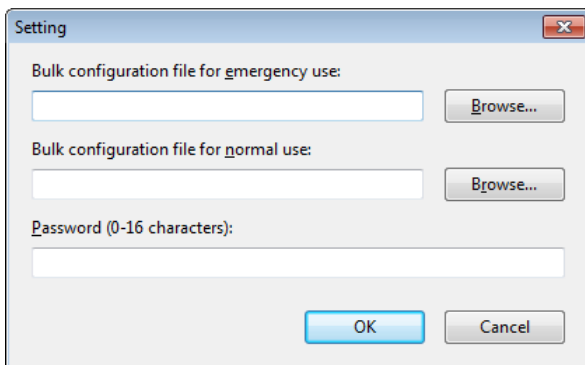 Setting
Bulk configuration file for emergency use:
Browse...
Bulk configuration file for normal use:
Browse...
Password (0-16 characters):
OK Cancel